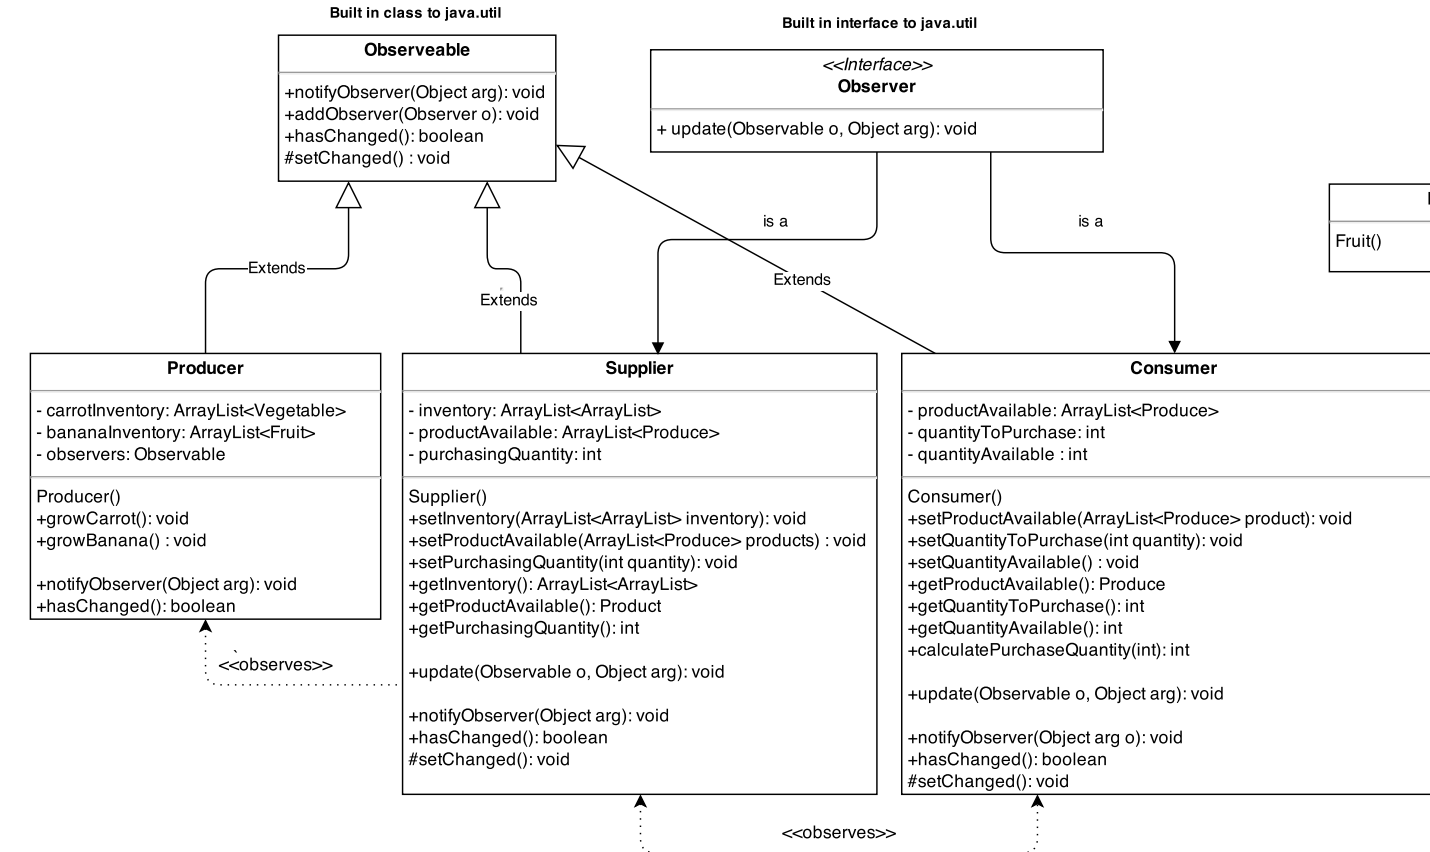 Built in class to java.util
Observeable
+notifyObserver(Object arg): void
+addObserver(Observer o): void
+hasChanged(): boolean
#setChanged() : void
Built in interface to java.util
<<Interface>>
Observer
+ update(Observable o, Object arg): void
Fruit()
is a
is a
Extends
Extends
Extends
Producer
- carrotInventory: ArrayList<Vegetable>
- bananaInventory: ArrayList<Fruit>
- observers: Observable
Producer()
+growCarrot(): void
+growBanana() : void
+notifyObserver(Object arg): void
+hasChanged(): boolean
<<observes>>
Supplier
- inventory: ArrayList<ArrayList>
- productAvailable: ArrayList<Produce>
- purchasingQuantity: int
Supplier()
+setInventory(ArrayList<ArrayList> inventory): void
+setProductAvailable(ArrayList<Produce> products) : void
+setPurchasingQuantity(int quantity): void
+getInventory(): ArrayList<ArrayList>
+getProductAvailable(): Product
+getPurchasingQuantity(): int
+update(Observable o, Object arg): void
+notifyObserver(Object arg): void
+hasChanged(): boolean
#setChanged(): void
Consumer
- productAvailable: ArrayList<Produce>
- quantityToPurchase: int
- quantityAvailable : int
Consumer()
+setProductAvailable(ArrayList<Produce> product): void
+setQuantityToPurchase(int quantity): void
+setQuantityAvailable() : void
+getProductAvailable(): Produce
+getQuantityToPurchase(): int
+getQuantityAvailable(): int
+calculatePurchaseQuantity(int): int
+update(Observable o, Object arg): void
+notifyObserver(Object arg o): void
+hasChanged(): boolean
#setChanged(): void
<<observes>>